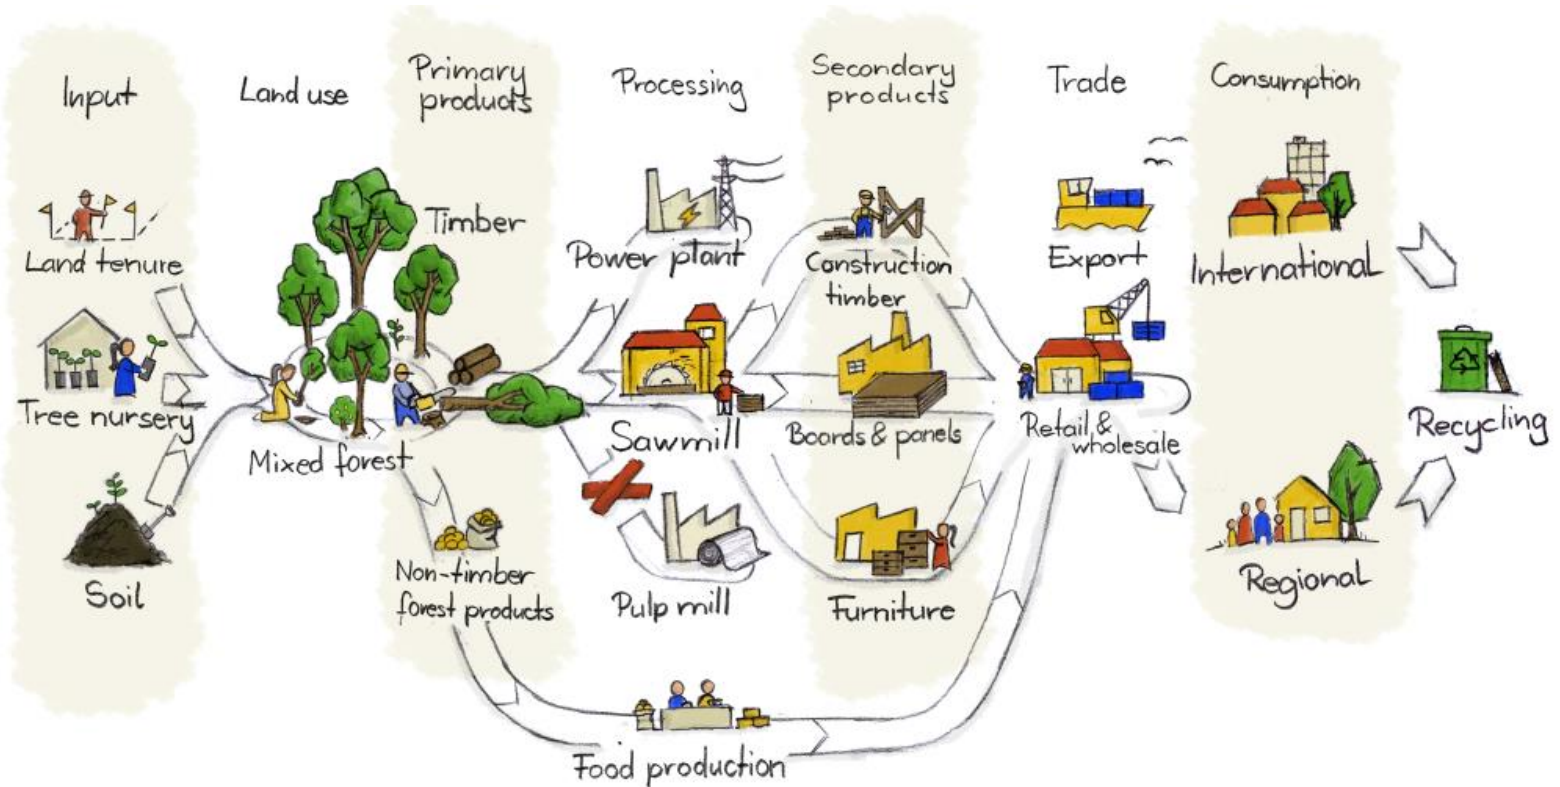 Input
Land use
Primary
products
Processing
Secondary
products
Trade
Consumption
Land tenure
Tree nursery
Soil
Mixed forest
Timber
Non-timber
forest products
Power plant
Sawmill
Pulp mill
Food production
Construction
timber
Boards & panels
Furniture
Export
Retail &
wholesale
International
Regional
Recycling